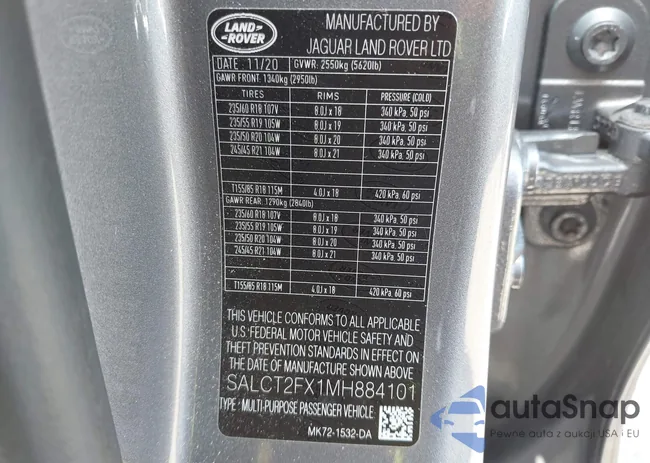 LAND ROVER
MANUFACTURED BY
JAGUAR LAND ROVER LTD
DATE 11/20 GVWR: 2550kg (5620lb)
GAWR FRONT: 1340kg (2950lb)
TIRES RIMS PRESSURE (COLD)
235/60 R18 107V 8.0J x 18 340 kPa, 50 psi
235/55 R19 105W 8.0J x 19 340 kPa, 50 psi
235/50 R20 104W 8.0J x 20 340 kPa, 50 psi
245/45 R21 104W 8.0J x 21 340 kPa, 50 psi
T155/85 R18 115M 4.0J x 18 420 kPa, 60 psi
GAWR REAR: 1290kg (2840lb)
235/60 R18 107V 8.0J x 18 340 kPa, 50 psi
235/55 R19 105W 8.0J x 19 340 kPa, 50 psi
235/50 R20 104W 8.0J x 20 340 kPa, 50 psi
245/45 R21 104W 8.0J x 21 340 kPa, 50 psi
T155/85 R18 115M 4.0J x 18 420 kPa, 60 psi
THIS VEHICLE CONFORMS TO ALL APPLICABLE
U.S. FEDERAL MOTOR VEHICLE SAFETY AND
THEFT PREVENTION STANDARDS IN EFFECT ON
THE DATE OF MANUFACTURE SHOWN ABOVE
SALCT2FX1MH884101
TYPE: MULTI-PURPOSE PASSENGER VEHICLE
MK72-1532-DA
autoSnap
Pewne auto z aukcji USA i EU